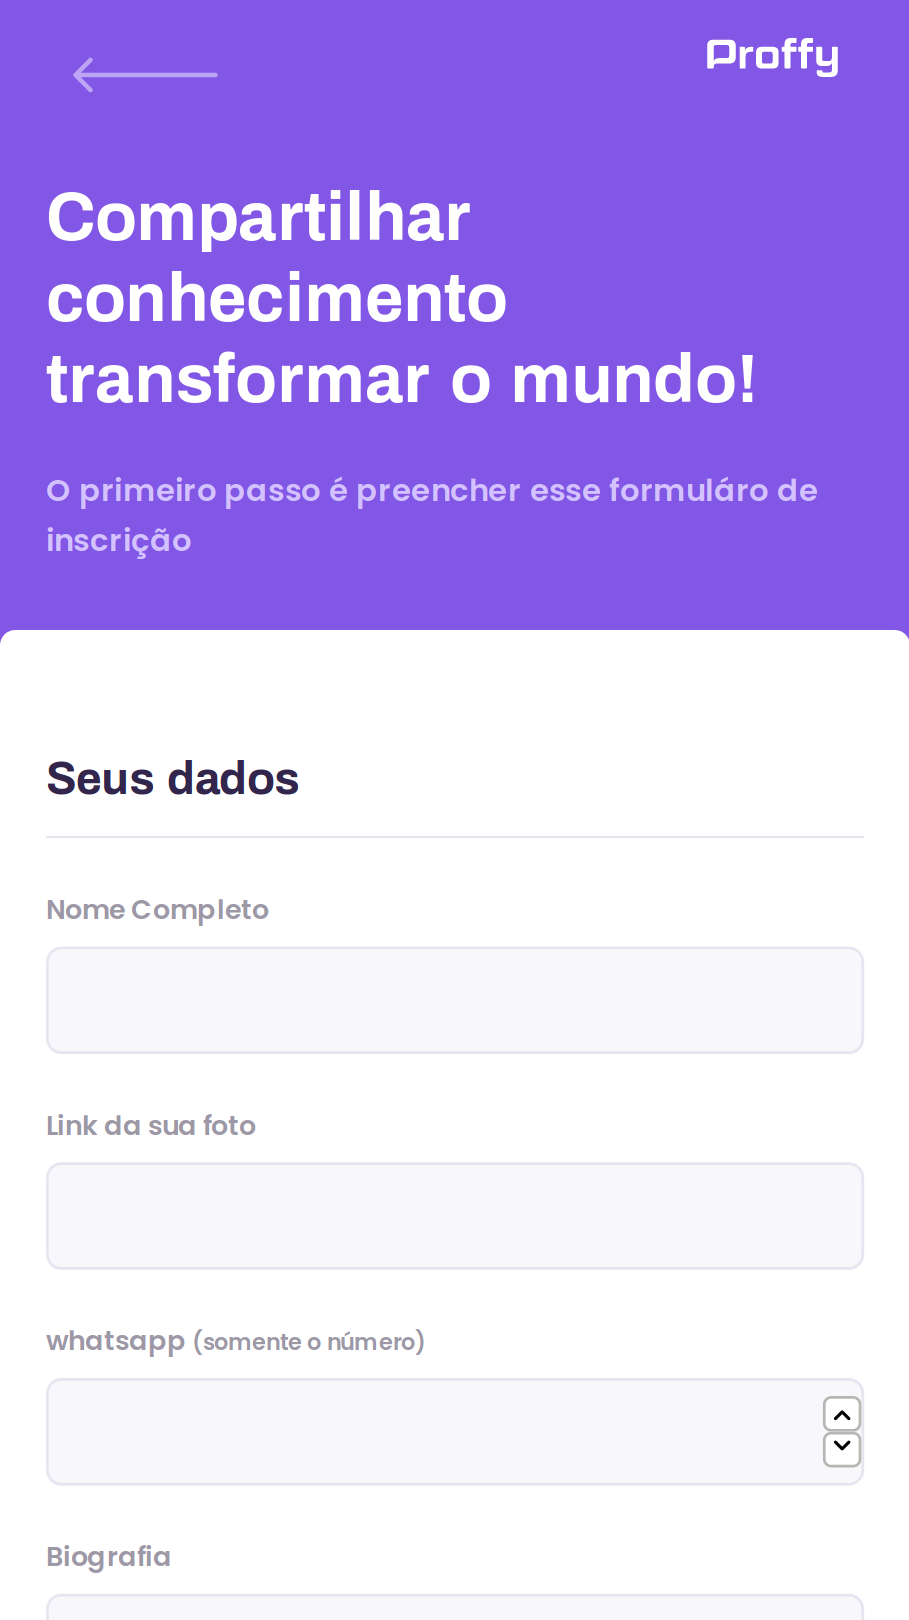 Proffy
Compartilhar
conhecimento
transformar o mundo!
O primeiro passo é preencher esse formuláro de
inscrição
Seus dados
Nome Completo
Link da sua foto
whatsapp (somente o número)
Biografia